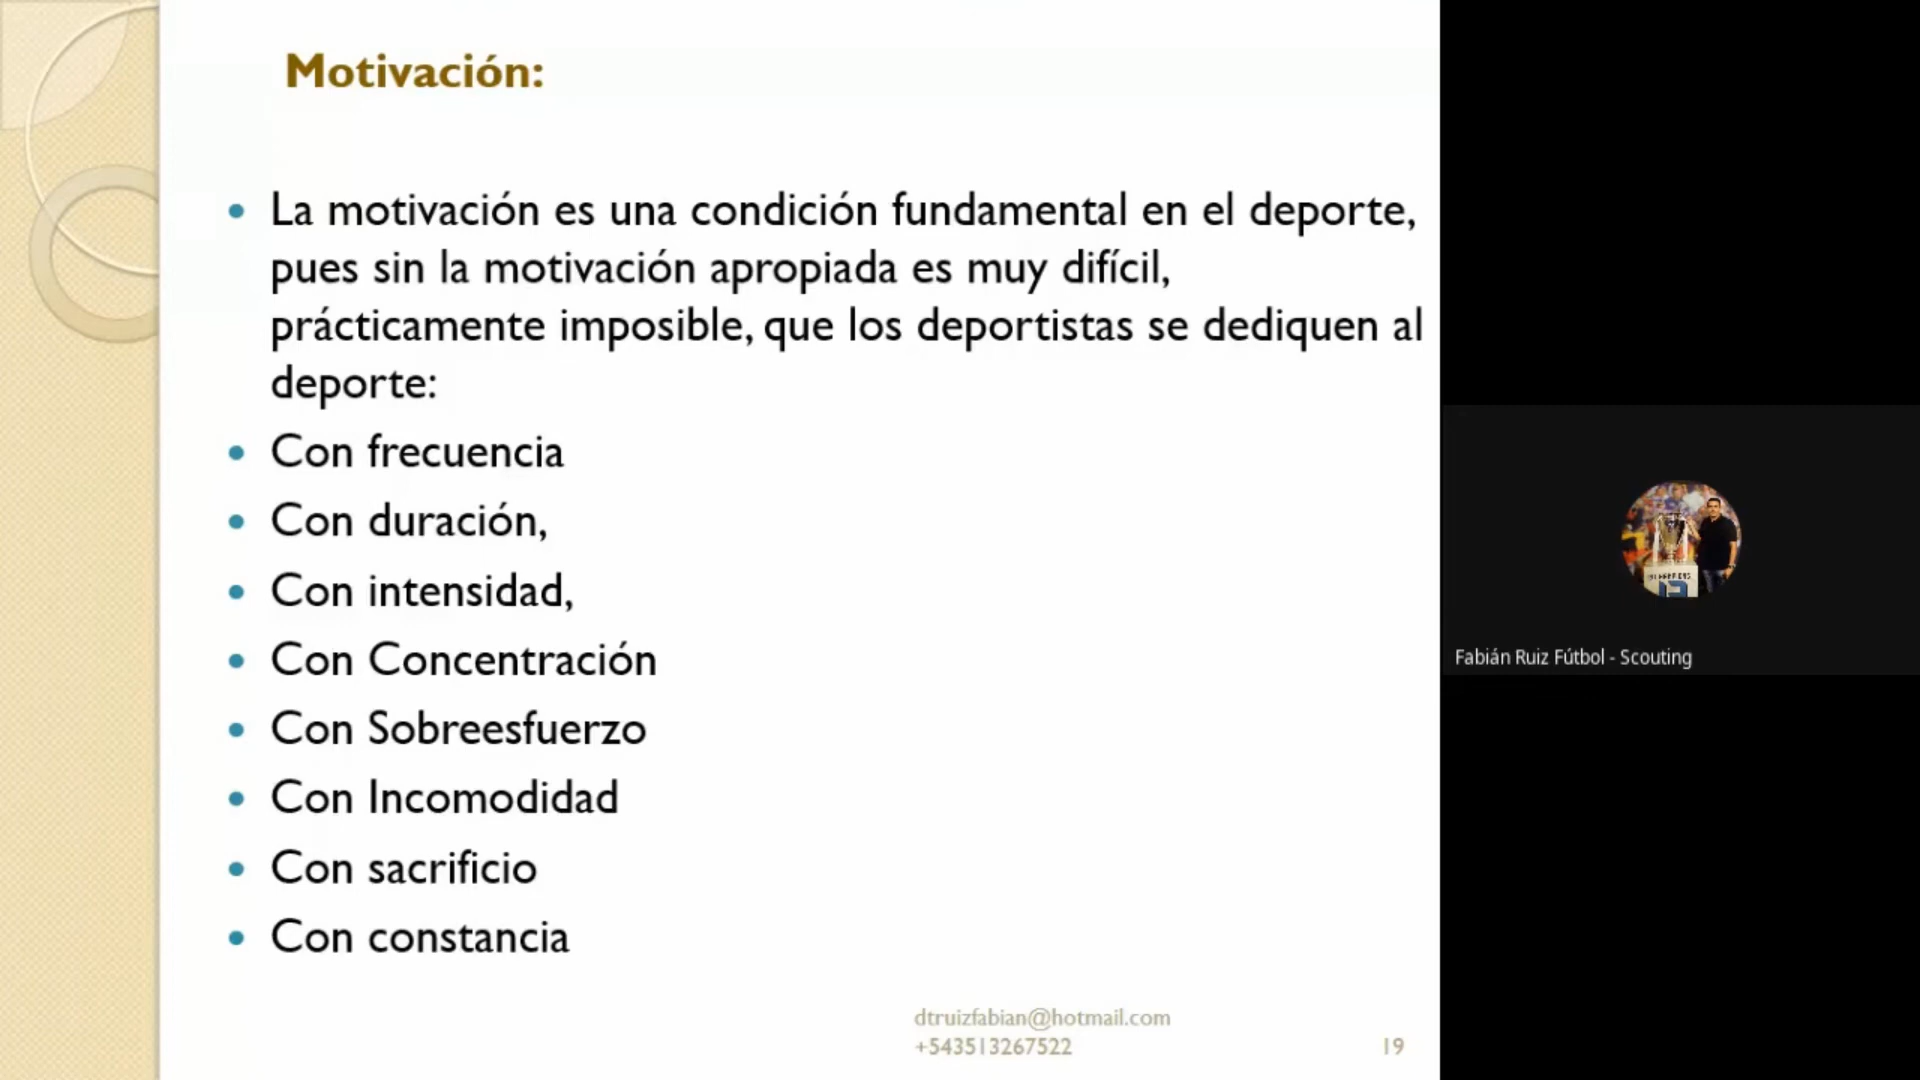 Motivación:
La motivación es una condición fundamental en el deporte,
pues sin la motivación apropiada es muy difícil,
prácticamente imposible, que los deportistas se dediquen al
deporte:
Con frecuencia
Con duración,
Con intensidad,
Con Concentración
Con Sobreesfuerzo
Con Incomodidad
Con sacrificio
Con constancia
dtruizfabian@hotmail.com
+543513267522
19
Fabián Ruiz Fútbol - Scouting